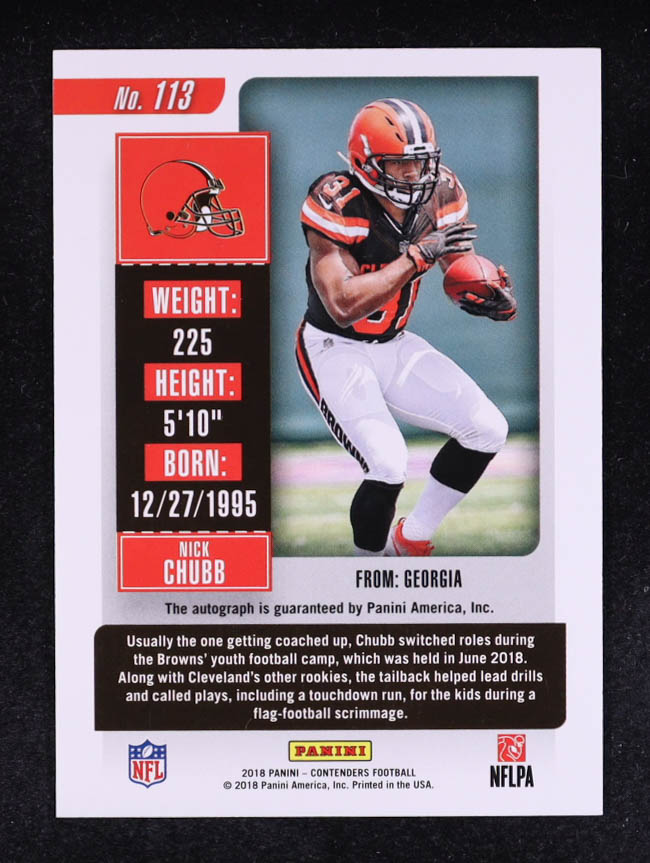 No. 113
WEIGHT:
225
HEIGHT:
5'10"
BORN:
12/27/1995
NICK
CHUBB
31
31
BROWNS
FROM: GEORGIA
The autograph is guaranteed by Panini America, Inc.
Usually the one getting coached up, Chubb switched roles during
the Browns' youth football camp, which was held in June 2018.
Along with Cleveland's other rookies, the tailback helped lead drills
and called plays, including a touchdown run, for the kids during a
flag-football scrimmage.
NFL
PANINI
NFLPA
2018 PANINI – CONTENDERS FOOTBALL
© 2018 Panini America, Inc. Printed in the USA.